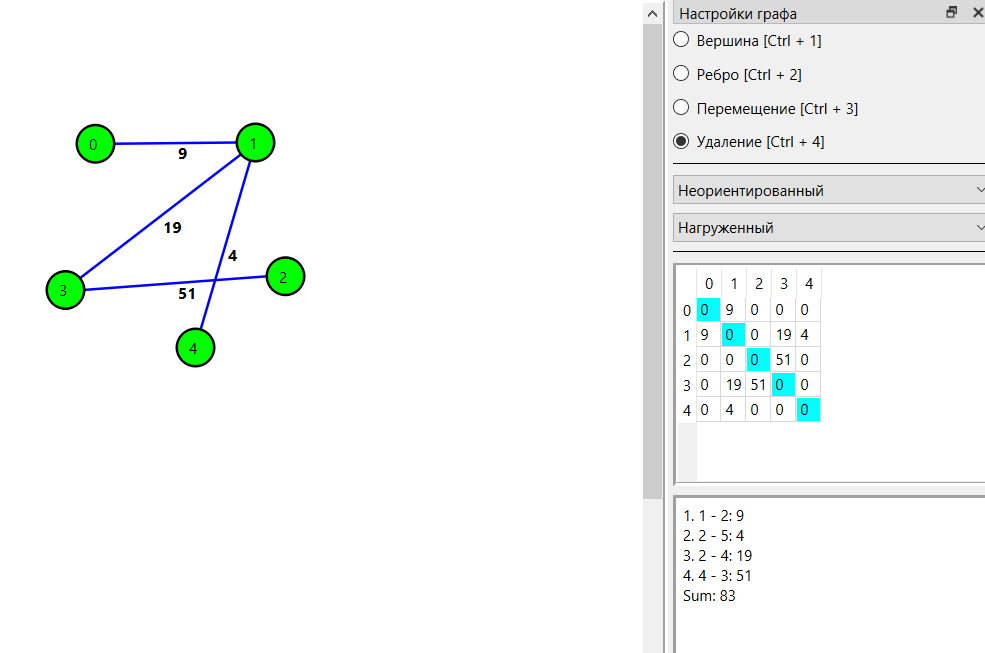 0
1
9
19
4
3
51
2
4
Настройки графа
Вершина [Ctrl + 1]
Ребро [Ctrl + 2]
Перемещение [Ctrl + 3]
Удаление [Ctrl + 4]
Неориентированный
Нагруженный
0 1 2 3 4
0 0 9 0 0 0
1 9 0 0 19 4
2 0 0 0 51 0
3 0 19 51 0 0
4 0 4 0 0 0
1. 1 - 2: 9
2. 2 - 5: 4
3. 2 - 4: 19
4. 4 - 3: 51
Sum: 83